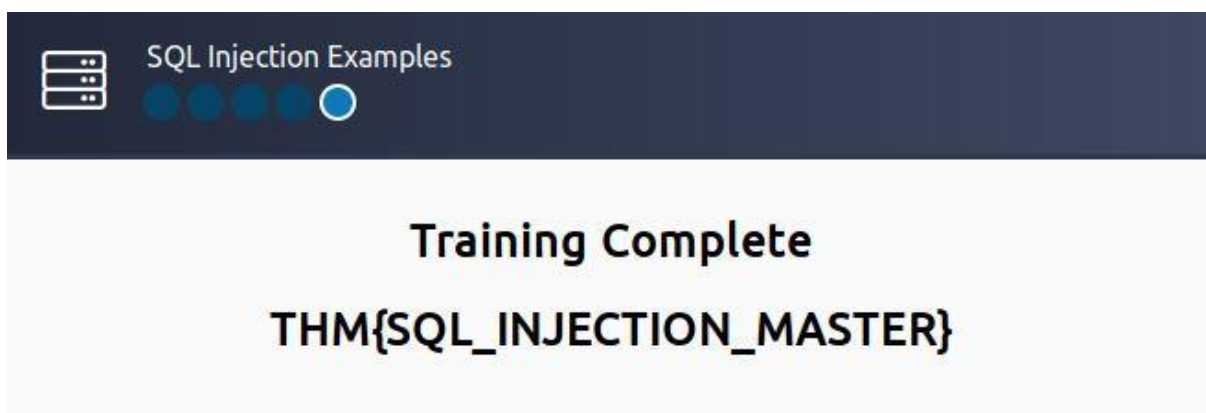 SQL Injection Examples
Training Complete
THM{SQL_INJECTION_MASTER}